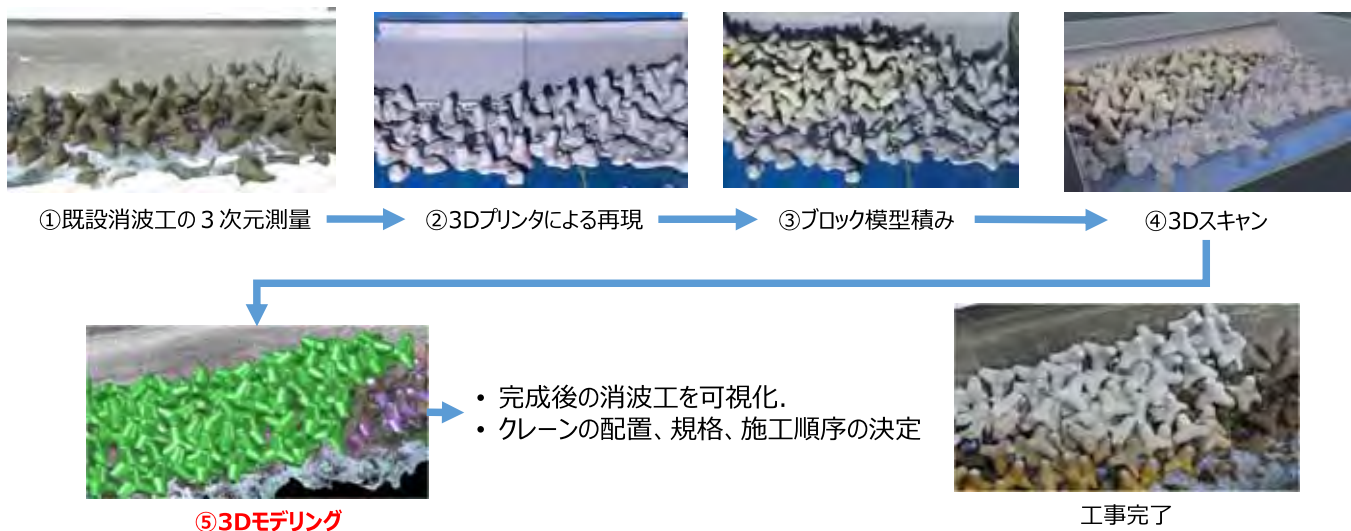 ①既設消波工の３次元測量
②3Dプリンタによる再現
③ブロック模型積み
④3Dスキャン
• 完成後の消波工を可視化.
• クレーンの配置、規格、施工順序の決定
⑤3Dモデリング
工事完了